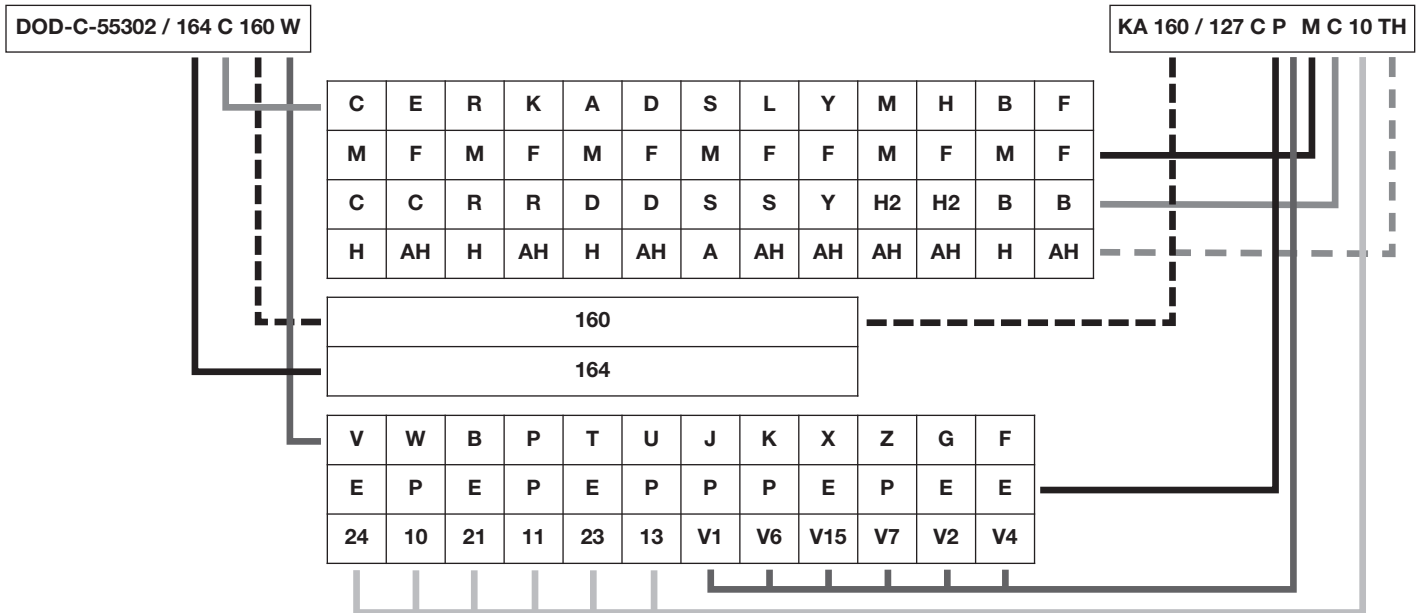 DOD-C-55302 / 164 C 160 W
KA 160 / 127 C P M C 10 TH
C E R K A D S L Y M H B F
M F M F M F M F F M F M F
C C R R D D S S Y H2 H2 B B
H AH H AH H AH A AH AH AH AH H AH
160
164
V W B P T U J K X Z G F
E P E P E P P P E P E E
24 10 21 11 23 13 V1 V6 V15 V7 V2 V4